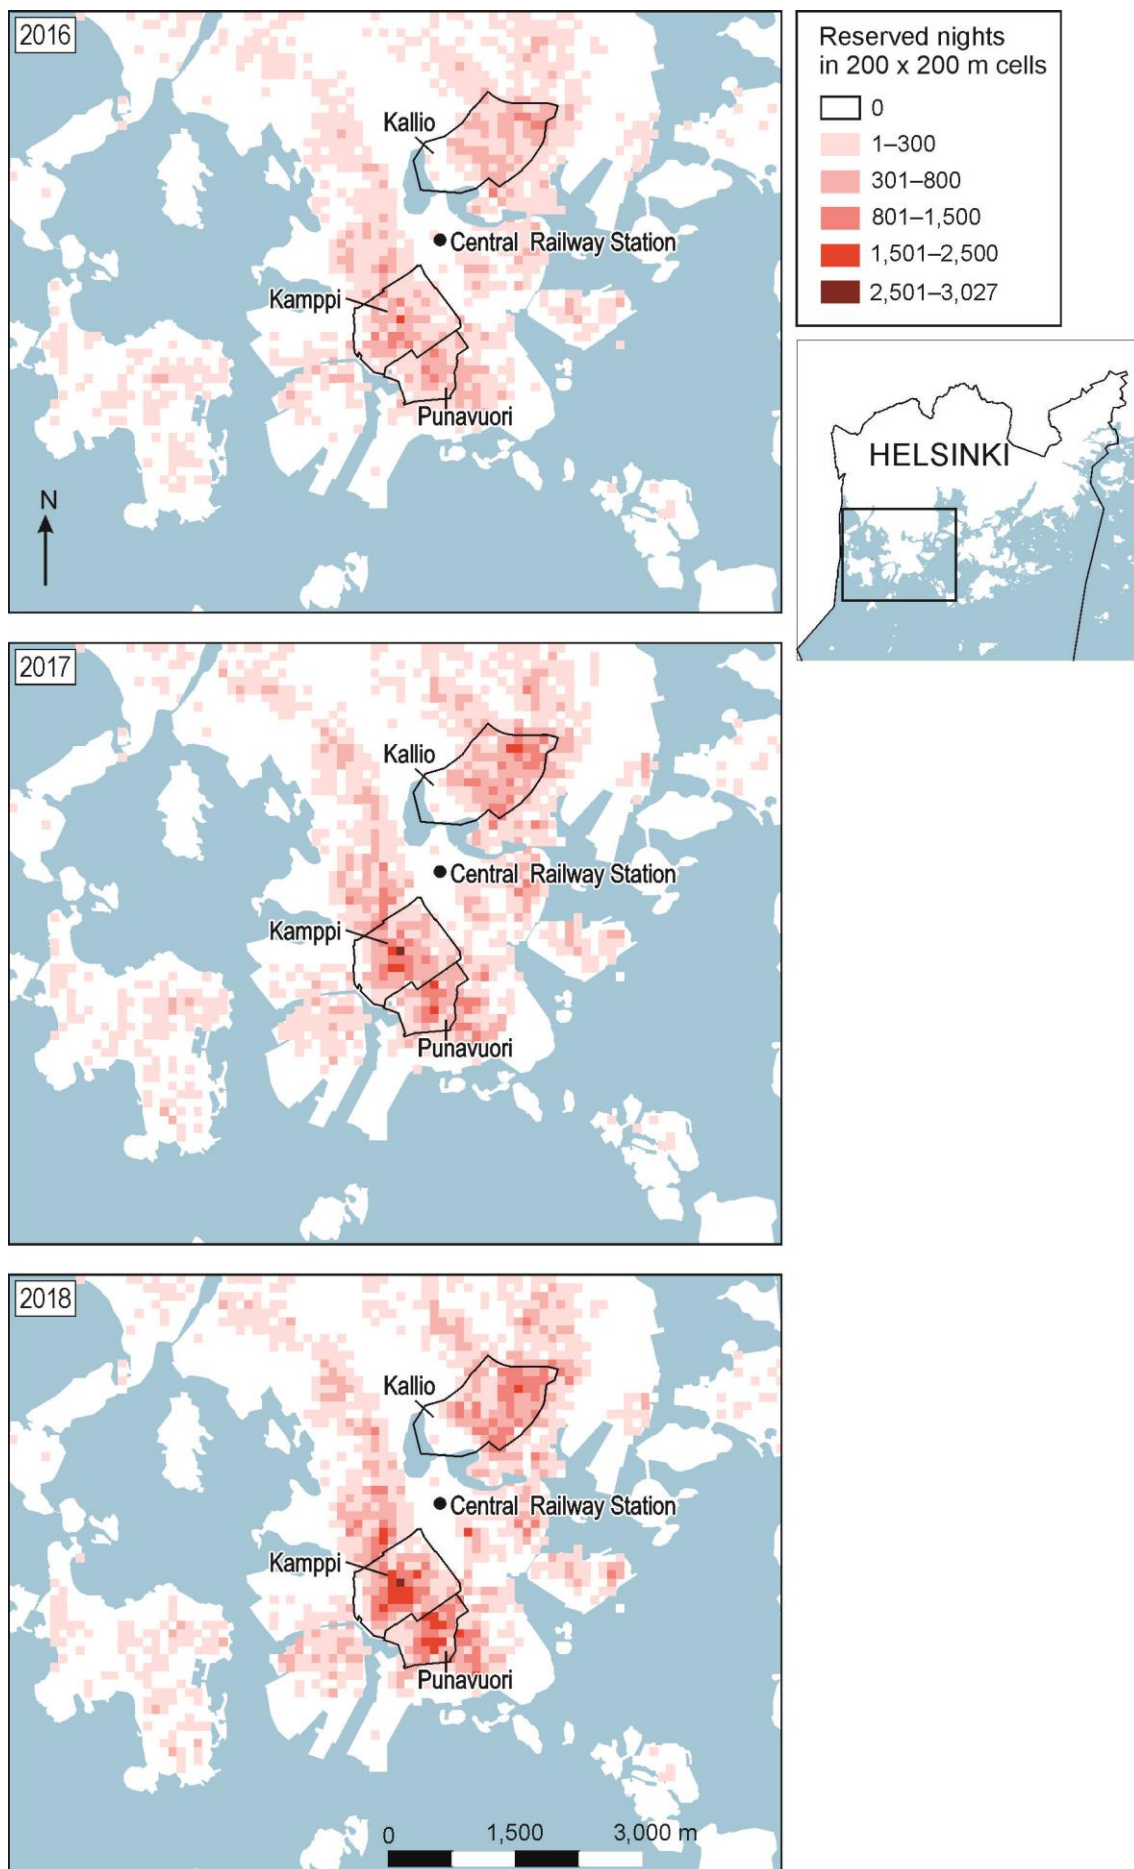 2016
Kallio
Central Railway Station
Kamppi
Punavuori
N
Reserved nights
in 200 x 200 m cells
0
1–300
301–800
801–1,500
1,501–2,500
2,501–3,027
HELSINKI
2017
Kallio
Central Railway Station
Kamppi
Punavuori
2018
Kallio
Central Railway Station
Kamppi
Punavuori
0 1,500 3,000 m